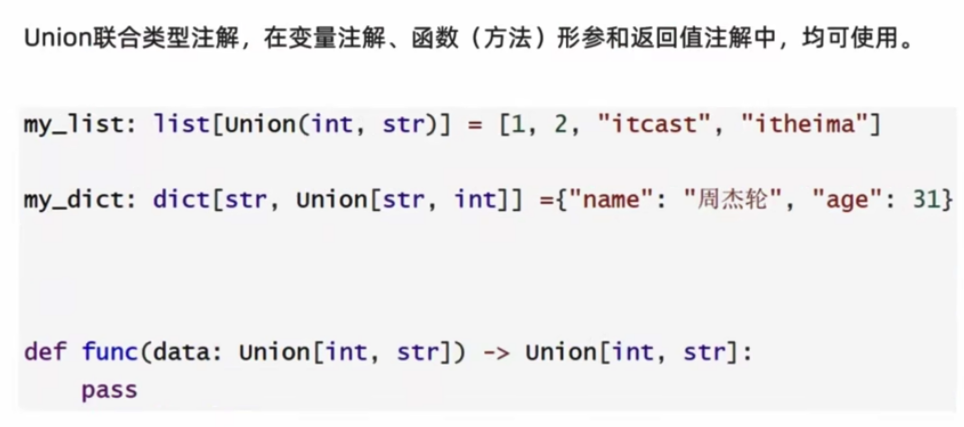 Union联合类型注解，在变量注解、函数（方法）形参和返回值注解中，均可使用。
my_list: list[Union(int, str)] = [1, 2, "itcast", "itheima"]
my_dict: dict[str, Union[str, int]] ={"name": "周杰轮", "age": 31}
def func(data: Union[int, str]) -> Union[int, str]:
    pass